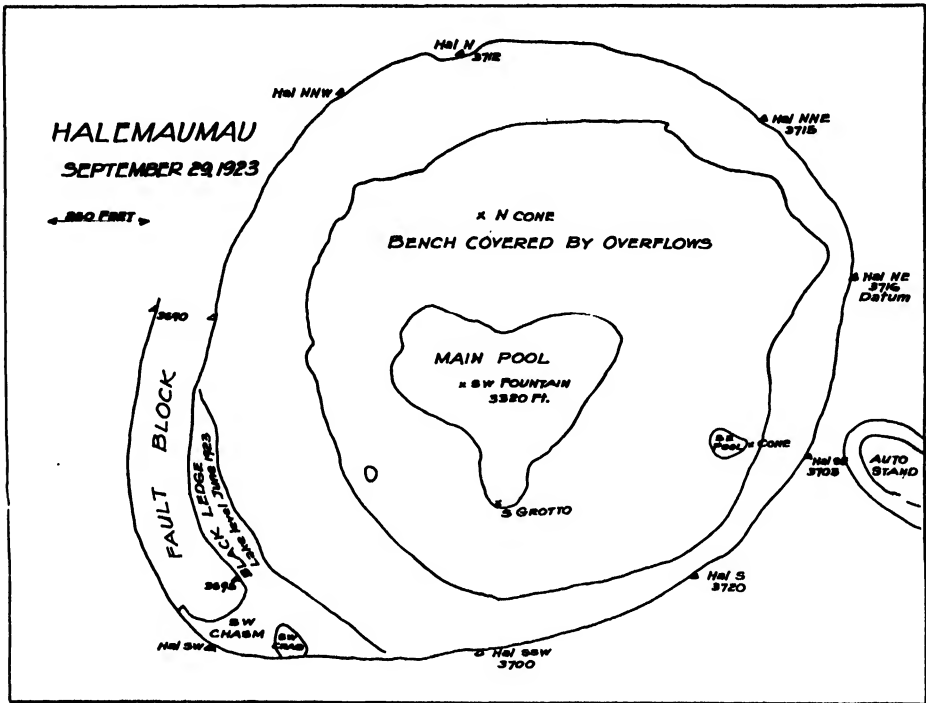 Hal N
3712
Hal NNW
HALEMAUMAU
SEPTEMBER 29, 1923
Hal NNE
3715
x N CONE
BENCH COVERED BY OVERFLOWS
FEET
Hal NE
3716
Datum
3690
MAIN POOL
x SW FOUNTAIN
3320 Ft.
FAULT BLOCK
BLACK LEDGE
Lake level June 1923
SE
POOL
x CONE
Hal SE
3703
AUTO
STAND
x
S GROTTO
Hal S
3720
SW
CHASM
SW
CRAG
Hal SW
Hal SSW
3700